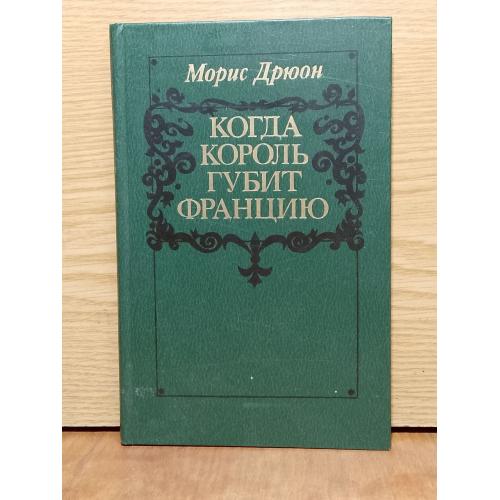 Морис Дрюон
КОГДА
КОРОЛЬ
ГУБИТ
ФРАНЦИЮ